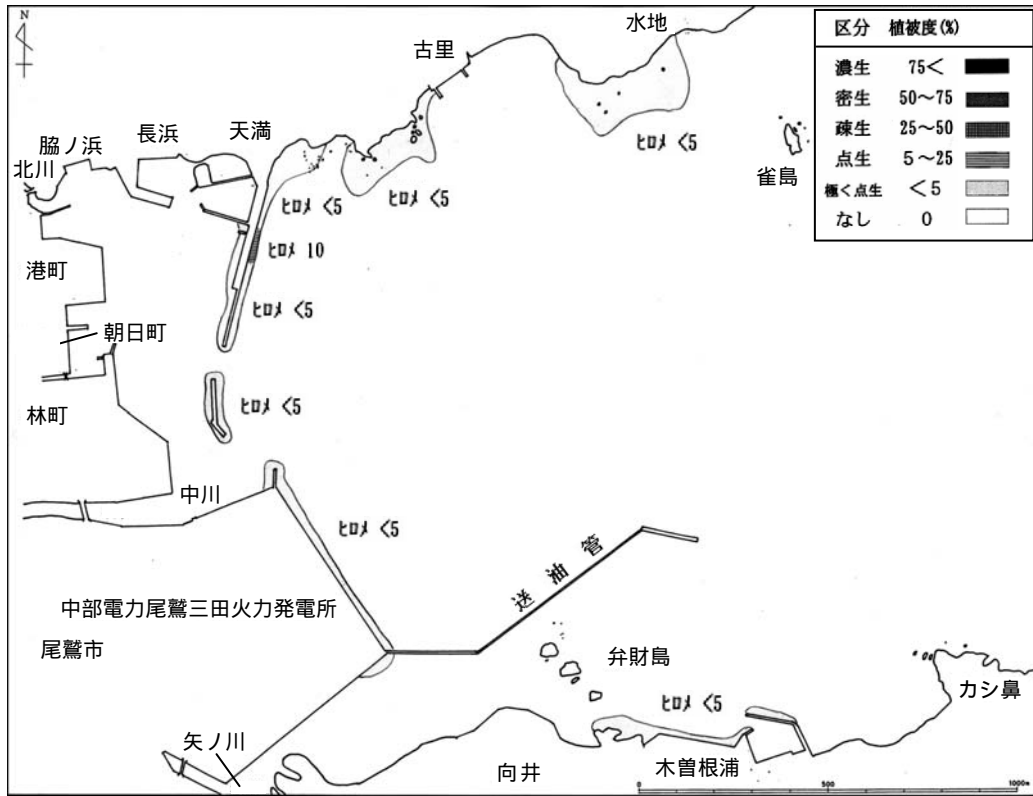 N
水地
古里
天満
長浜
脇ノ浜
北川
区分 植被度(%)
濃生 75<
密生 50～75
疎生 25～50
点生 5～25
極く点生 <5
なし 0
ヒロメ <5
雀島
ヒロメ <5
ヒロメ <5
ヒロメ 10
港町
ヒロメ <5
朝日町
ヒロメ <5
林町
中川
ヒロメ <5
送油管
中部電力尾鷲三田火力発電所
尾鷲市
弁財島
カシ鼻
ヒロメ <5
矢ノ川
向井
木曽根浦
0 500 1000m